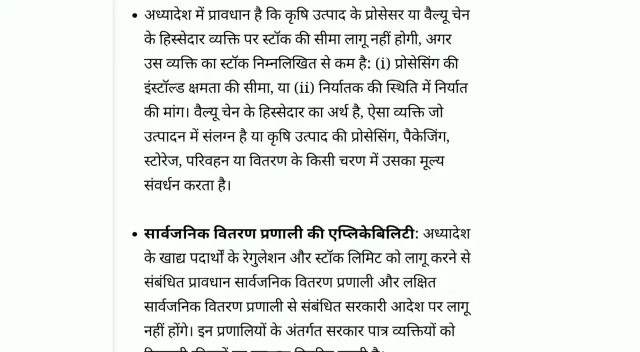 • अध्यादेश में प्रावधान है कि कृषि उत्पाद के प्रोसेसर या वैल्यू चेन
के हिस्सेदार व्यक्ति पर स्टॉक की सीमा लागू नहीं होगी, अगर
उस व्यक्ति का स्टॉक निम्नलिखित से कम है: (i) प्रोसेसिंग की
इंस्टॉल्ड क्षमता की सीमा, या (ii) निर्यातक की स्थिति में निर्यात
की मांग। वैल्यू चेन के हिस्सेदार का अर्थ है, ऐसा व्यक्ति जो
उत्पादन में संलग्न है या कृषि उत्पाद की प्रोसेसिंग, पैकेजिंग,
स्टोरेज, परिवहन या वितरण के किसी चरण में उसका मूल्य
संवर्धन करता है।
• सार्वजनिक वितरण प्रणाली की एप्लिकेबिलिटी: अध्यादेश
के खाद्य पदार्थों के रेगुलेशन और स्टॉक लिमिट को लागू करने से
संबंधित प्रावधान सार्वजनिक वितरण प्रणाली और लक्षित
सार्वजनिक वितरण प्रणाली से संबंधित सरकारी आदेश पर लागू
नहीं होंगे। इन प्रणालियों के अंतर्गत सरकार पात्र व्यक्तियों को